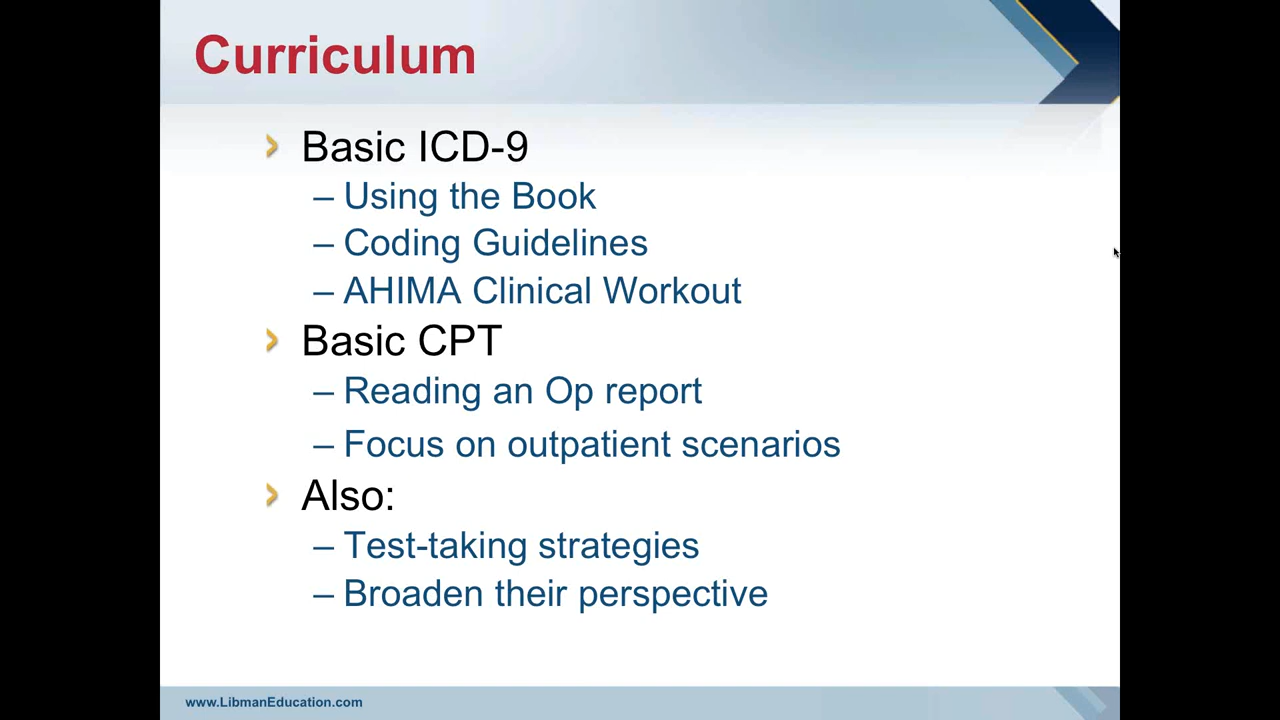 Curriculum
Basic ICD-9
– Using the Book
– Coding Guidelines
– AHIMA Clinical Workout
Basic CPT
– Reading an Op report
– Focus on outpatient scenarios
Also:
– Test-taking strategies
– Broaden their perspective
www.LibmanEducation.com